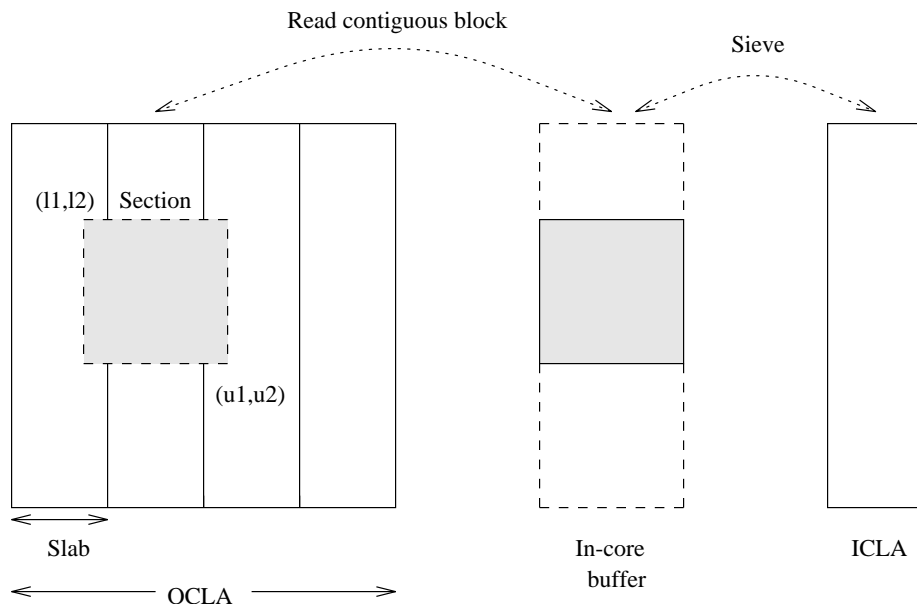 Read contiguous block
Sieve
(l1,l2)
Section
(u1,u2)
Slab
In-core
buffer
ICLA
OCLA